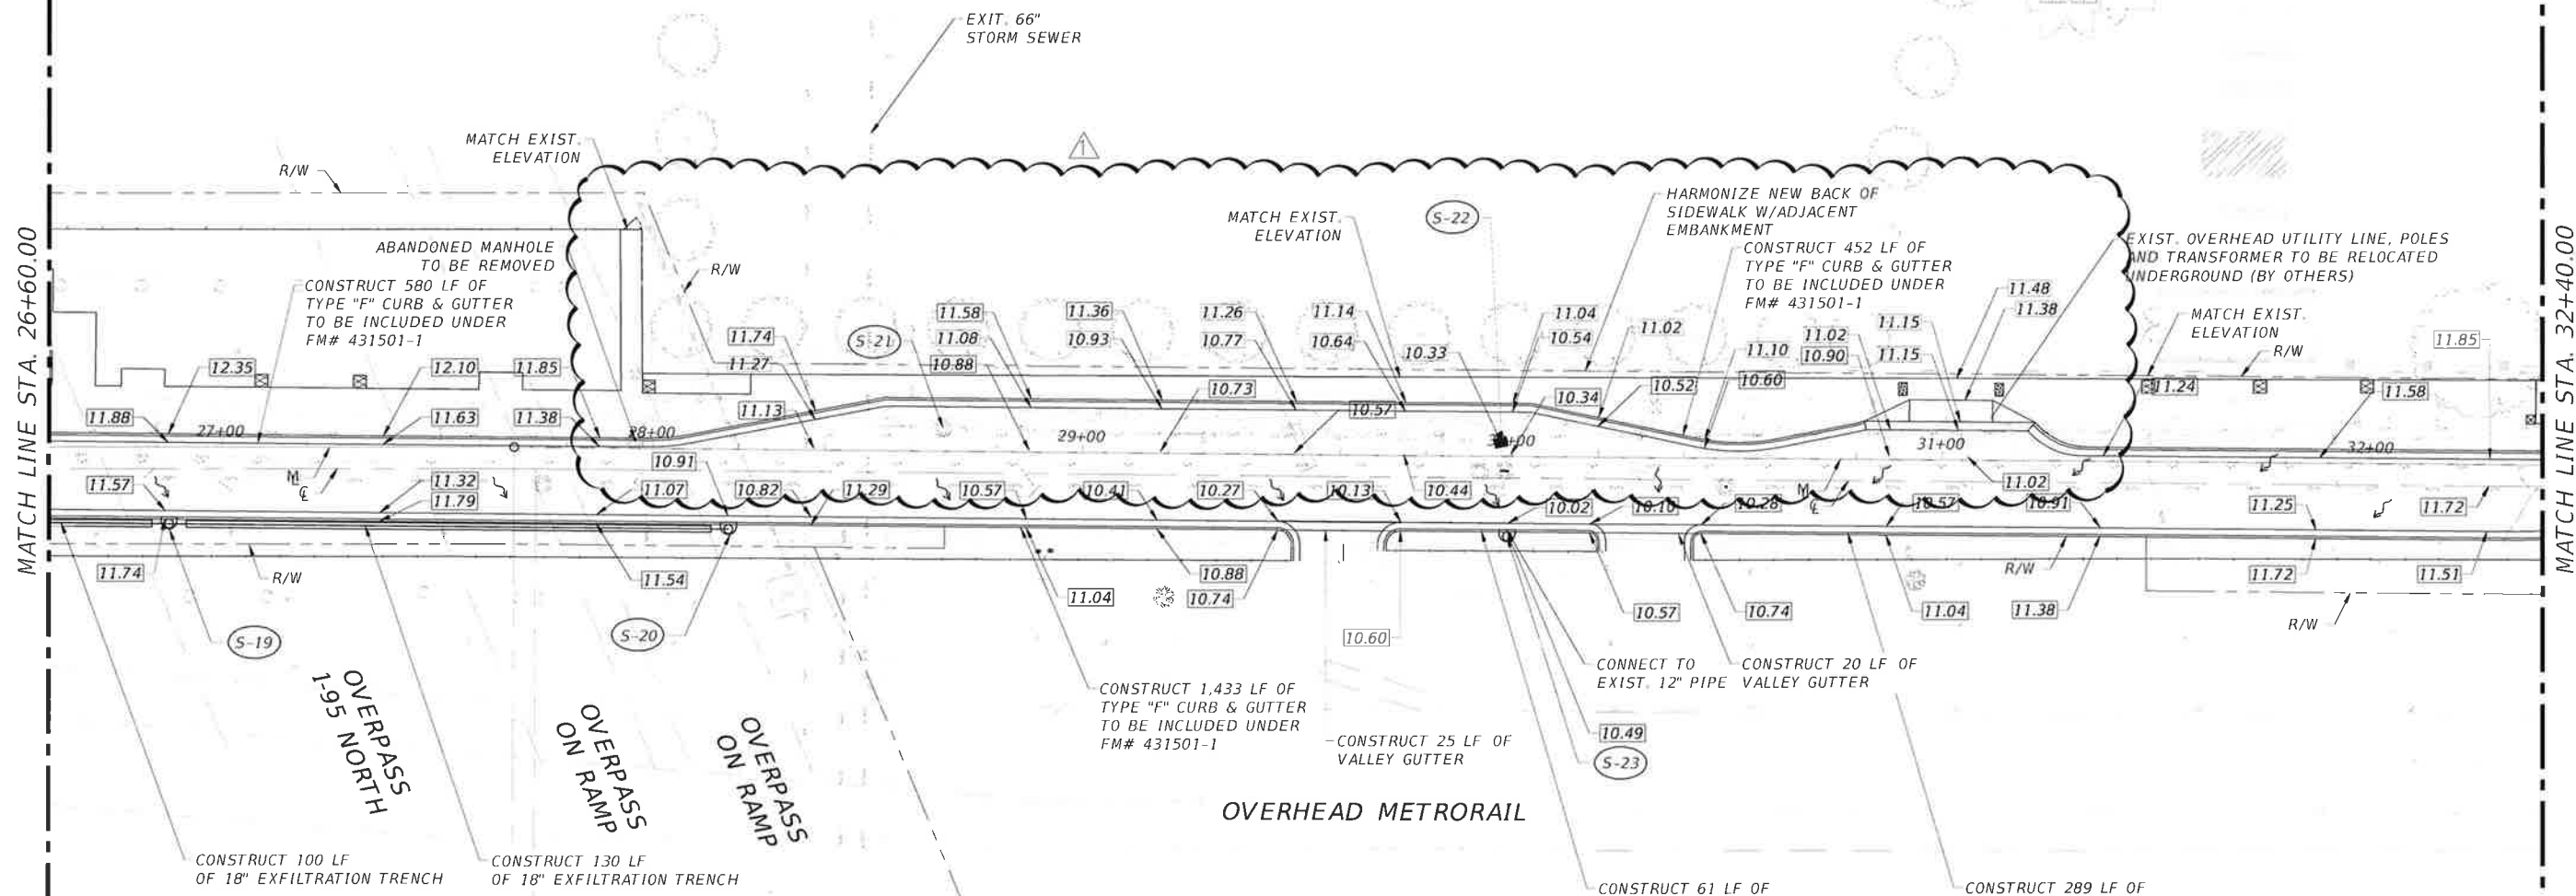 EXIT. 66"
STORM SEWER
1
MATCH EXIST.
ELEVATION
R/W
ABANDONED MANHOLE
TO BE REMOVED
CONSTRUCT 580 LF OF
TYPE "F" CURB & GUTTER
TO BE INCLUDED UNDER
FM# 431501-1
R/W
MATCH EXIST.
ELEVATION
S-22
HARMONIZE NEW BACK OF
SIDEWALK W/ADJACENT
EMBANKMENT
CONSTRUCT 452 LF OF
TYPE "F" CURB & GUTTER
TO BE INCLUDED UNDER
FM# 431501-1
EXIST. OVERHEAD UTILITY LINE, POLES
AND TRANSFORMER TO BE RELOCATED
UNDERGROUND (BY OTHERS)
MATCH EXIST.
ELEVATION
R/W
MATCH LINE STA. 26+60.00
MATCH LINE STA. 32+40.00
11.48
11.38
11.58
11.36
11.26
11.14
11.04
11.02
11.02
11.15
11.74
S-21
11.08
10.93
10.77
10.64
10.54
11.85
12.35
12.10
11.85
11.27
10.88
10.33
11.10
10.90
11.15
10.73
10.34
10.52
10.60
11.24
11.58
11.88
11.63
11.38
11.13
10.57
27+00
28+00
29+00
31+00
32+00
10.91
11.57
M
℄
11.32
11.79
11.07
10.82
11.29
10.57
10.41
10.27
10.13
10.44
10.02
10.10
10.28
M
℄
10.57
11.02
10.91
11.25
11.72
11.74
R/W
11.54
11.04
10.88
10.74
10.60
10.57
10.74
11.04
11.38
R/W
11.72
11.51
R/W
S-19
S-20
OVERPASS
1-95 NORTH
OVERPASS
ON RAMP
OVERPASS
ON RAMP
CONSTRUCT 1,433 LF OF
TYPE "F" CURB & GUTTER
TO BE INCLUDED UNDER
FM# 431501-1
CONSTRUCT 25 LF OF
VALLEY GUTTER
CONNECT TO
EXIST. 12" PIPE
CONSTRUCT 20 LF OF
VALLEY GUTTER
10.49
S-23
OVERHEAD METRORAIL
CONSTRUCT 100 LF
OF 18" EXFILTRATION TRENCH
CONSTRUCT 130 LF
OF 18" EXFILTRATION TRENCH
CONSTRUCT 61 LF OF
CONSTRUCT 289 LF OF